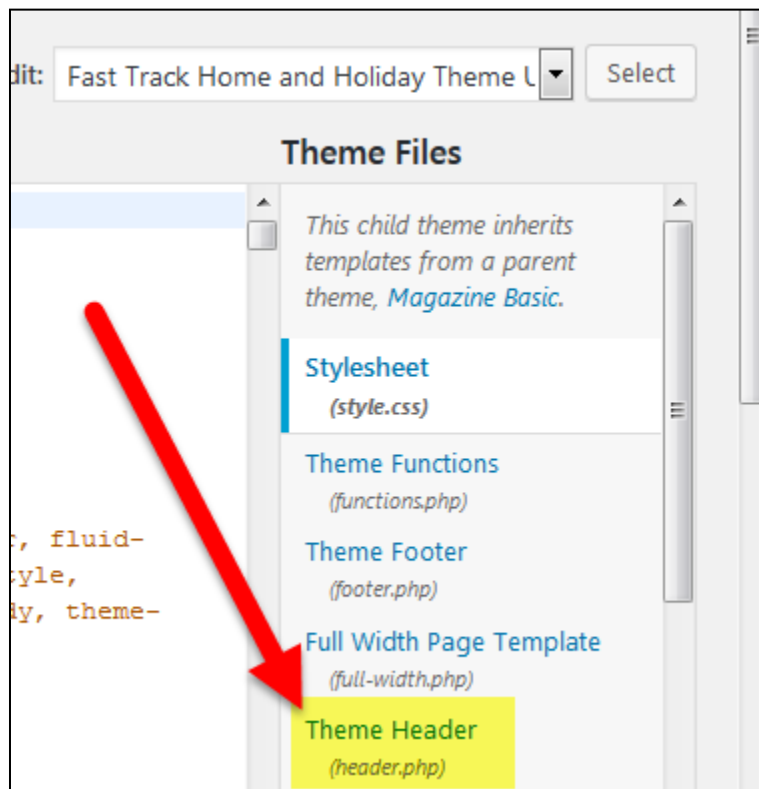 dit: Fast Track Home and Holiday Theme Select
Theme Files
This child theme inherits
templates from a parent
theme, Magazine Basic.
Stylesheet
(style.css)
Theme Functions
(functions.php)
, fluid-
Theme Footer
yle,
(footer.php)
dy, theme-
Full Width Page Template
(full-width.php)
Theme Header
(header.php)